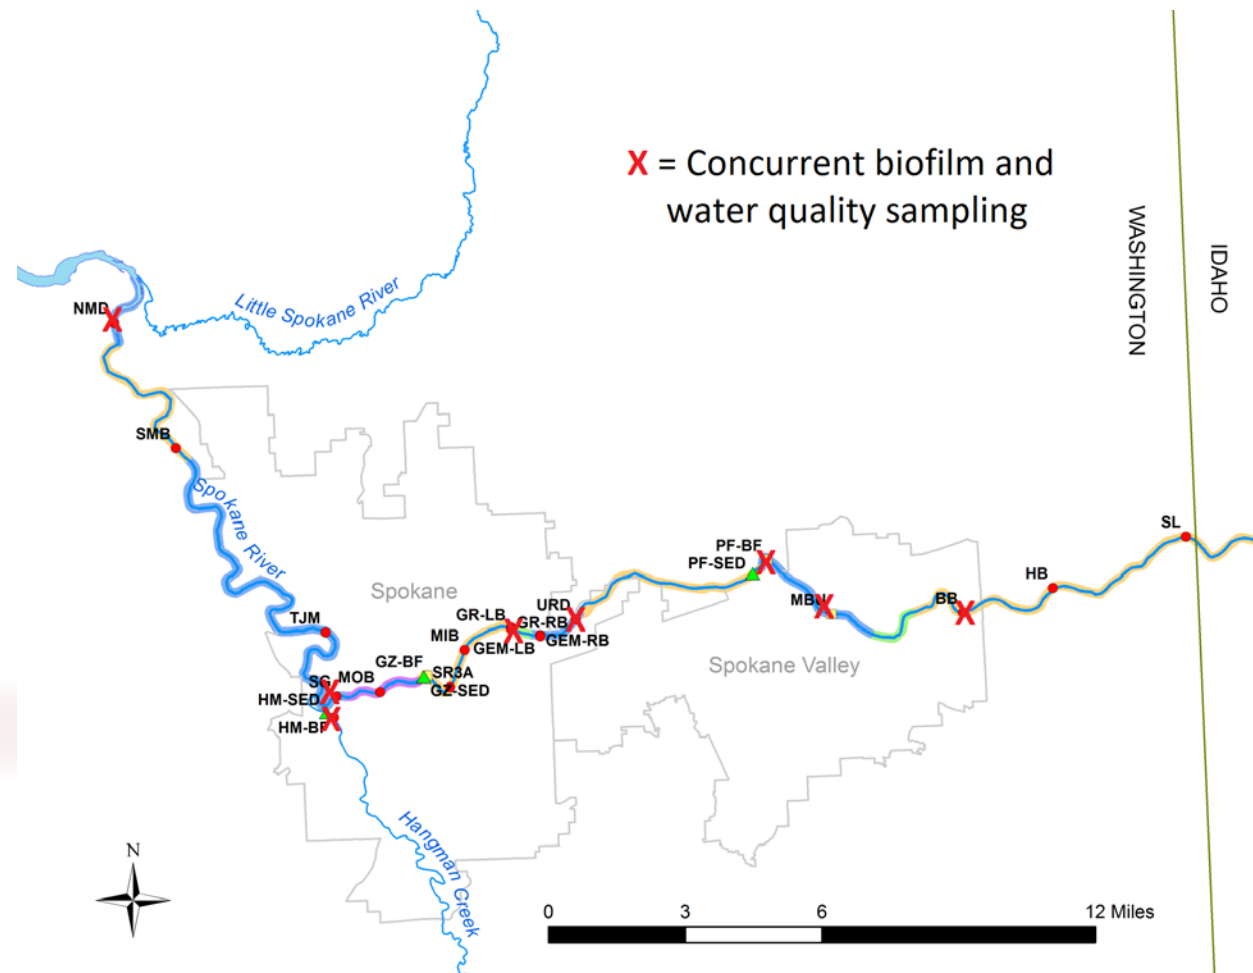 X = Concurrent biofilm and
water quality sampling
WASHINGTON
IDAHO
Little Spokane River
NMD
SMB
Spokane River
SL
PF-BF
PF-SED
HB
Spokane
URD
MBU
BB
GR-LB
GR-RB
TJM
MIB
GEM-LB
GEM-RB
Spokane Valley
GZ-BF
SR3A
SG
MOB
GZ-SED
HM-SED
HM-BF
Hangman Creek
N
0 3 6 12 Miles